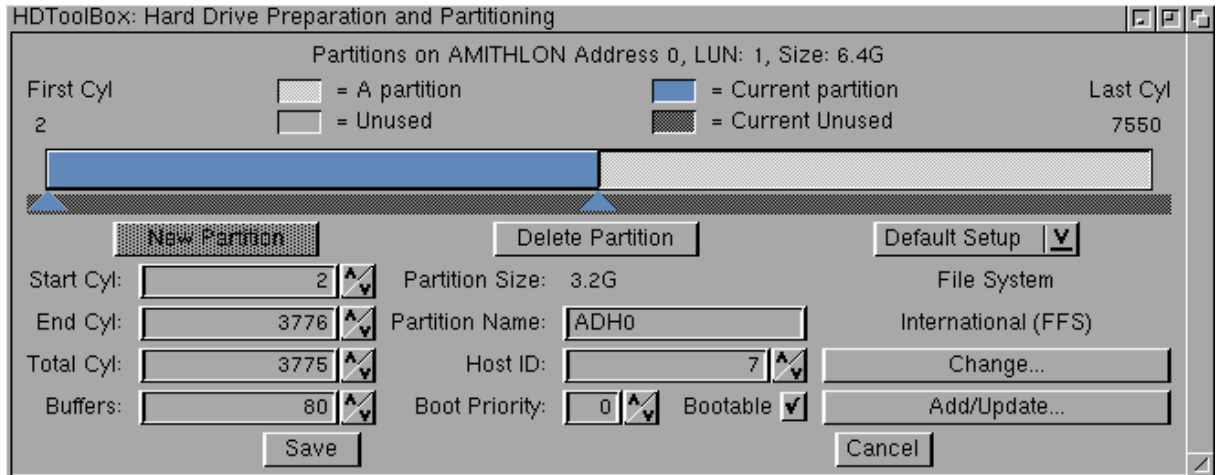 HDToolBox: Hard Drive Preparation and Partitioning
Partitions on AMITHLON Address 0, LUN: 1, Size: 6.4G
First Cyl = A partition = Current partition Last Cyl
2 = Unused = Current Unused 7550
New Partition Delete Partition Default Setup
Start Cyl: 2 Partition Size: 3.2G File System
End Cyl: 3776 Partition Name: ADH0 International (FFS)
Total Cyl: 3775 Host ID: 7 Change...
Buffers: 80 Boot Priority: 0 Bootable Add/Update...
Save Cancel